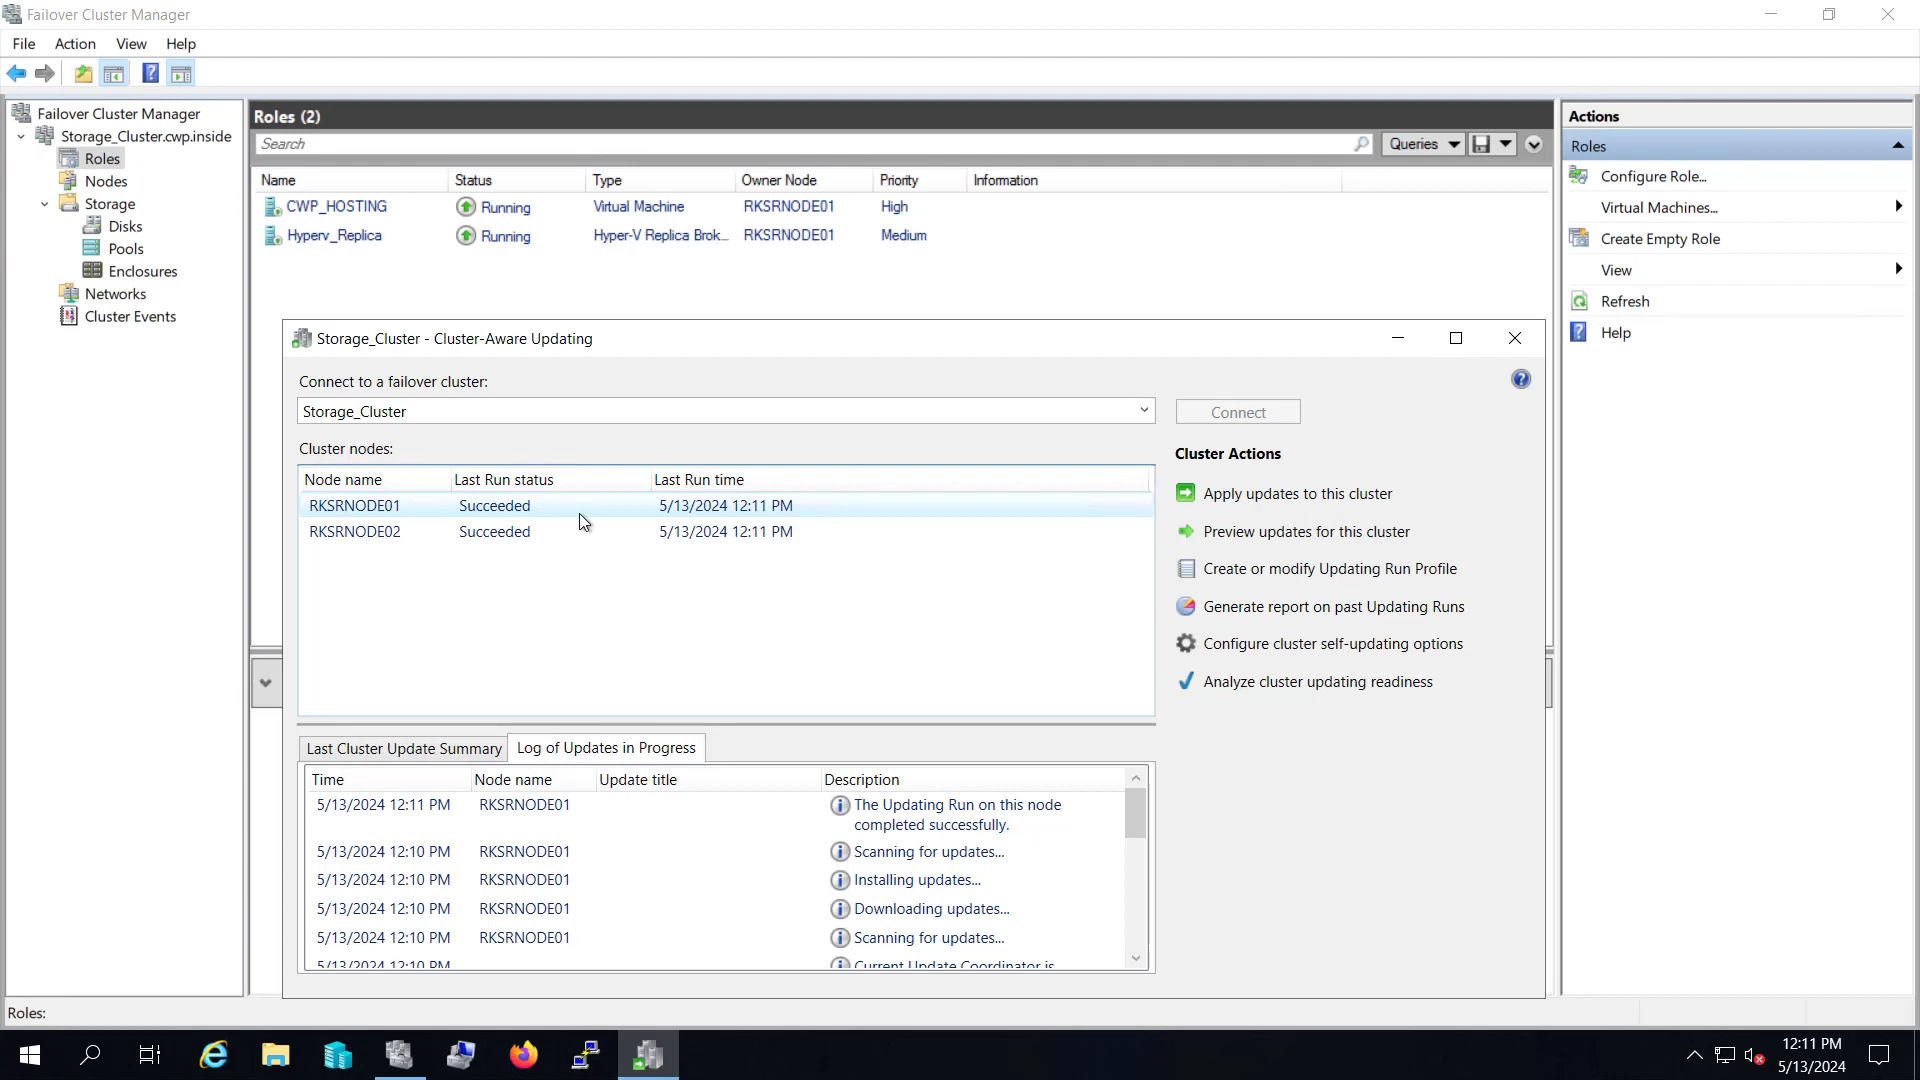 Failover Cluster Manager
File Action View Help
Failover Cluster Manager
Storage_Cluster.cwp.inside
Roles
Nodes
Storage
Disks
Pools
Enclosures
Networks
Cluster Events
Roles (2)
Search
Queries
Name Status Type Owner Node Priority Information
CWP_HOSTING Running Virtual Machine RKSRNODE01 High
Hyperv_Replica Running Hyper-V Replica Brok... RKSRNODE01 Medium
Actions
Roles
Configure Role...
Virtual Machines...
Create Empty Role
View
Refresh
Help
Storage_Cluster - Cluster-Aware Updating
Connect to a failover cluster:
Storage_Cluster
Connect
Cluster nodes:
Node name Last Run status Last Run time
RKSRNODE01 Succeeded 5/13/2024 12:11 PM
RKSRNODE02 Succeeded 5/13/2024 12:11 PM
Cluster Actions
Apply updates to this cluster
Preview updates for this cluster
Create or modify Updating Run Profile
Generate report on past Updating Runs
Configure cluster self-updating options
Analyze cluster updating readiness
Last Cluster Update Summary Log of Updates in Progress
Time Node name Update title Description
5/13/2024 12:11 PM RKSRNODE01 The Updating Run on this node
completed successfully.
5/13/2024 12:10 PM RKSRNODE01 Scanning for updates...
5/13/2024 12:10 PM RKSRNODE01 Installing updates...
5/13/2024 12:10 PM RKSRNODE01 Downloading updates...
5/13/2024 12:10 PM RKSRNODE01 Scanning for updates...
5/13/2024 12:10 PM Current Update Coordinator is
Roles:
12:11 PM
5/13/2024